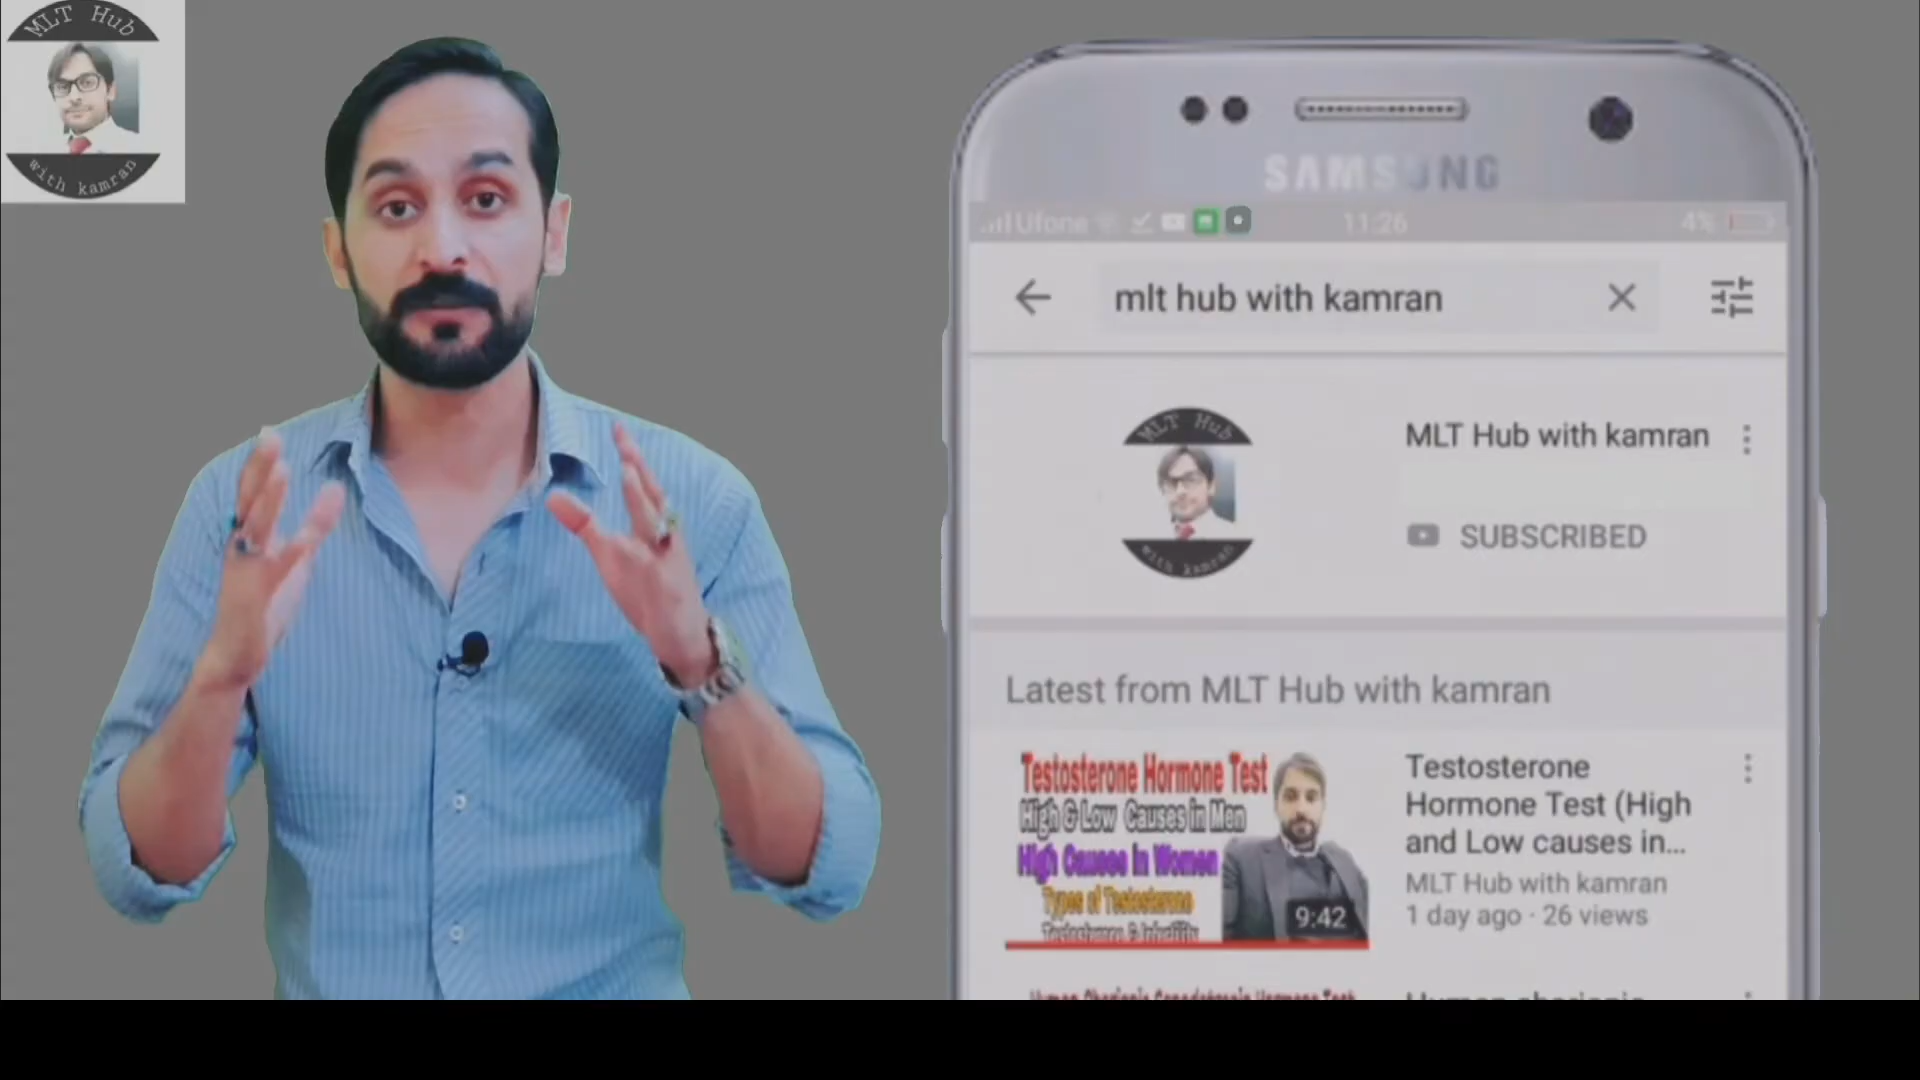 MLT Hub
with kamran
SAMSUNG
Ufone
11:26
4%
mlt hub with kamran
MLT Hub
with kamran
MLT Hub with kamran
SUBSCRIBED
Latest from MLT Hub with kamran
Testosterone Hormone Test
High & Low Causes in Men
High Causes in Women
Types of Testosterone
Testosterone & Infertility
9:42
Testosterone
Hormone Test (High
and Low causes in...
MLT Hub with kamran
1 day ago · 26 views